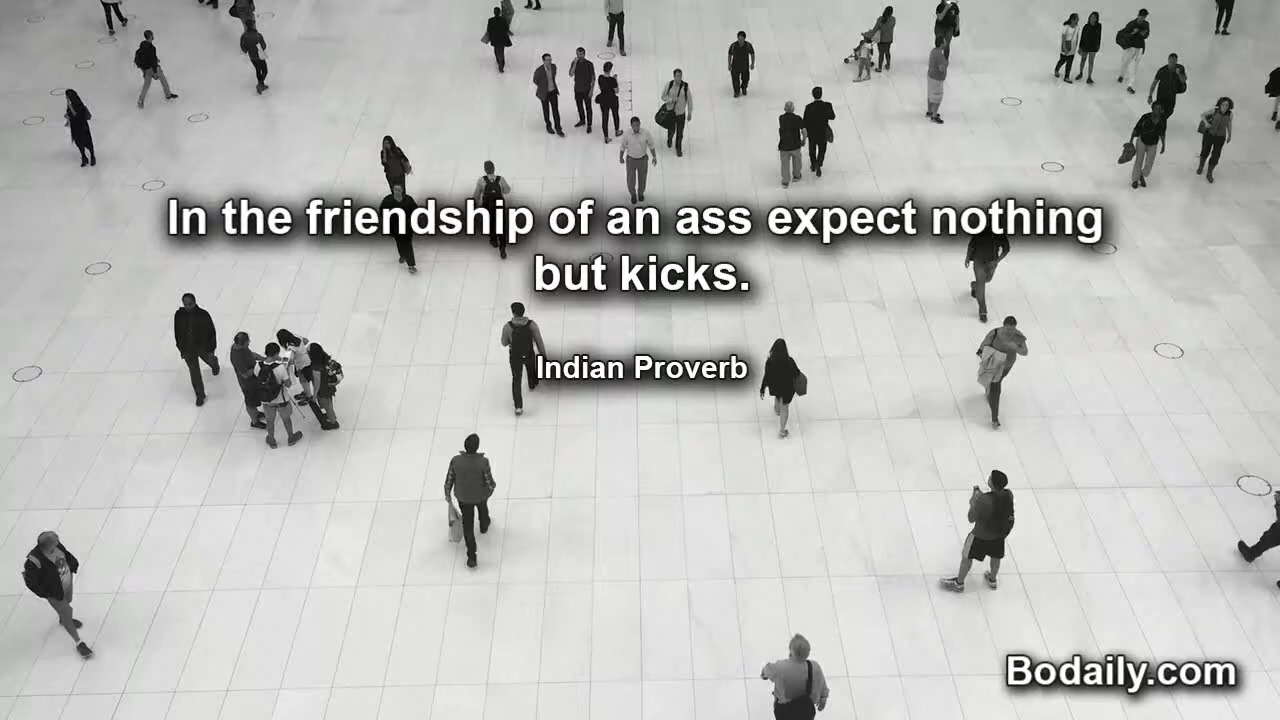 In the friendship of an ass expect nothing
but kicks.
Indian Proverb
Bodaily.com